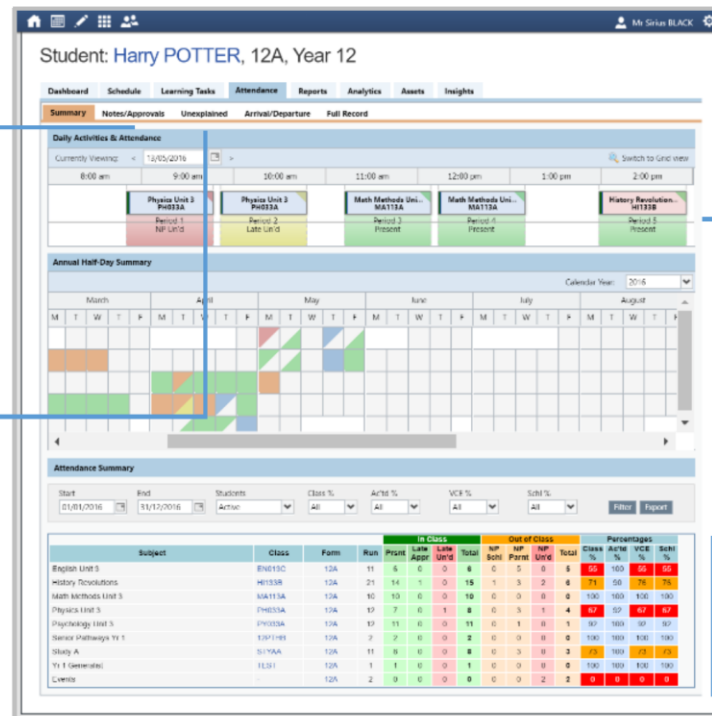 Mr Sirius BLACK
Student: Harry POTTER, 12A, Year 12
Dashboard Schedule Learning Tasks Attendance Reports Analytics Assets Insights
Summary Notes/Approvals Unexplained Arrival/Departure Full Record
Daily Activities & Attendance
Currently Viewing: < 13/05/2016 > Switch to Grid view
8:00 am 9:00 am 10:00 am 11:00 am 12:00 pm 1:00 pm 2:00 pm
Physics Unit 3 Physics Unit 3 Math Methods Uni... Math Methods Uni... History Revolution...
PH033A PH033A MA113A MA113A HI133B
Period 1 Period 2 Period 3 Period 4 Period 5
NP Un'd Late Un'd Present Present Present
Annual Half-Day Summary
Calendar Year: 2016
March April May June July August
M T W T F M T W T F M T W T F M T W T F M T W T F M T W T F
Attendance Summary
Start End Students Class % Ac'td % VCE % Schl %
01/01/2016 31/12/2016 Active All All All All Filter Export
In Class Out of Class Percentages
Subject Class Form Run Prsnt Late Appr Late Un'd Total NP Schl NP Parnt NP Un'd Total Class % Ac'td % VCE % Schl %
English Unit 3 EN013C 12A 11 6 0 0 6 0 5 0 5 55 100 55 55
History Revolutions HI133B 12A 21 14 1 0 15 1 3 2 6 71 90 76 76
Math Methods Unit 3 MA113A 12A 10 10 0 0 10 0 0 0 0 100 100 100 100
Physics Unit 3 PH033A 12A 12 7 0 1 8 0 3 1 4 67 92 67 67
Psychology Unit 3 PY033A 12A 12 11 0 0 11 0 1 0 1 92 100 92 92
Senior Pathways Yr 1 12PTHB 12A 2 2 0 0 2 0 0 0 0 100 100 100 100
Study A STYAA 12A 11 8 0 0 8 0 3 0 3 73 100 73 73
Yr 1 Generalist TEST 12A 1 1 0 0 1 0 0 0 0 100 100 100 100
Events - 12A 2 0 0 0 0 0 0 2 2 0 0 0 0